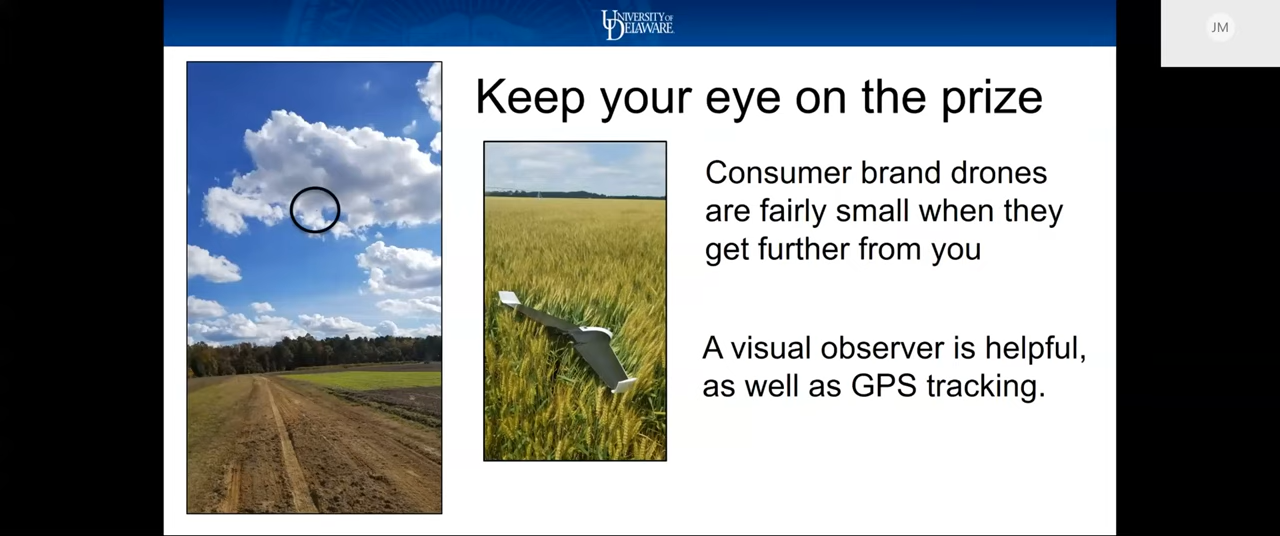 UNIVERSITY OF
DELAWARE
JM
Keep your eye on the prize
Consumer brand drones
are fairly small when they
get further from you
A visual observer is helpful,
as well as GPS tracking.